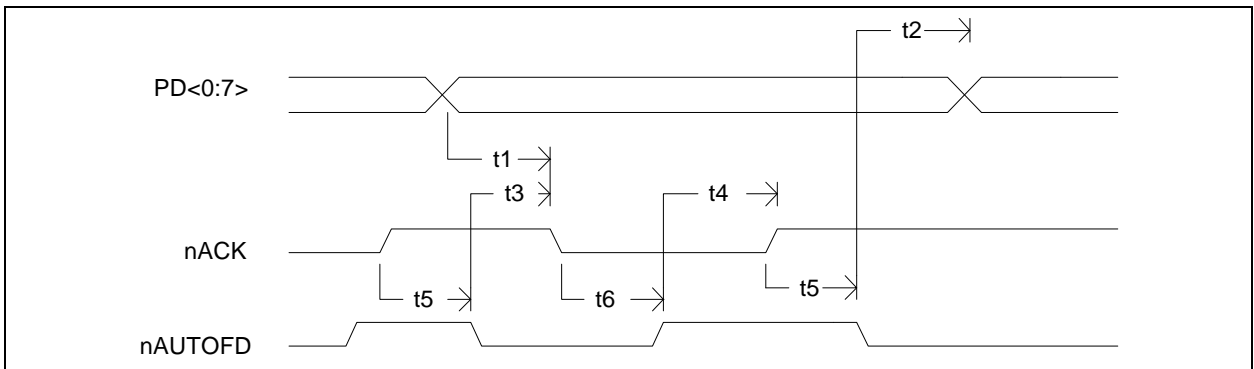 t2
PD<0:7>
t1
t3 t4
nACK
t5 t6 t5
nAUTOFD